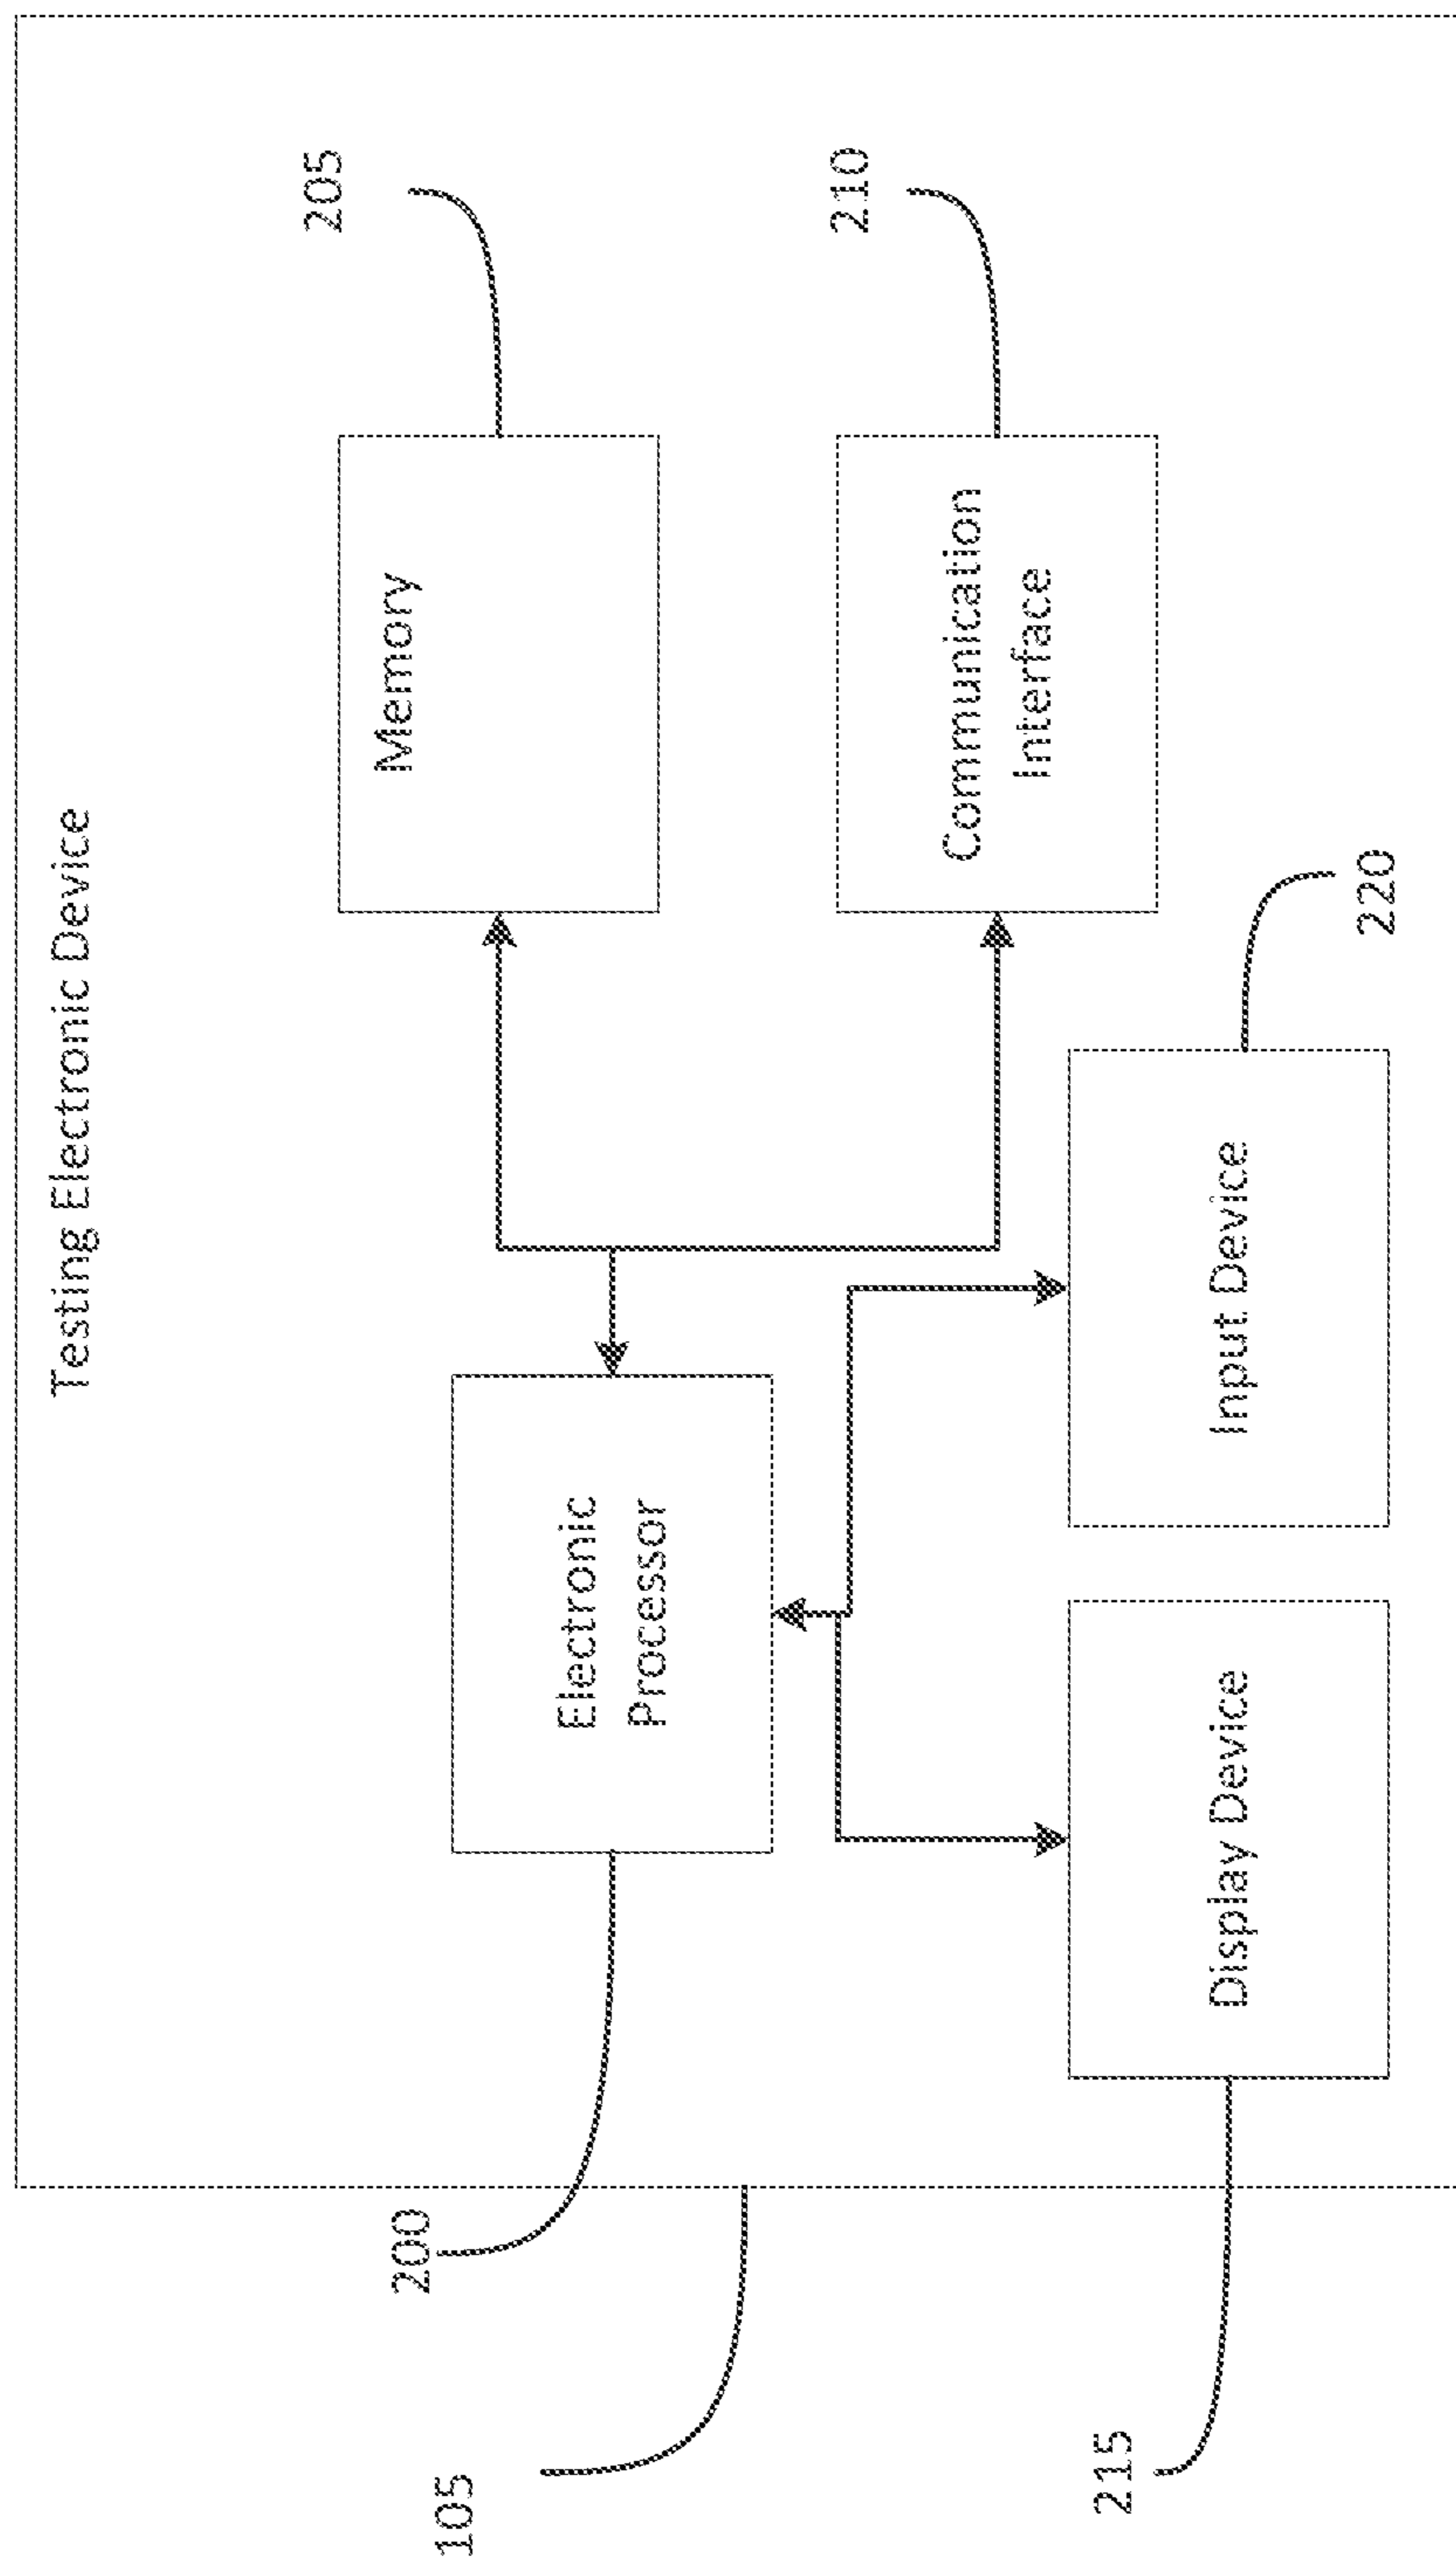 Testing Electronic Device
205
Memory
200
Electronic
Processor
105
210
Communication
Interface
220
Input Device
Display Device
215